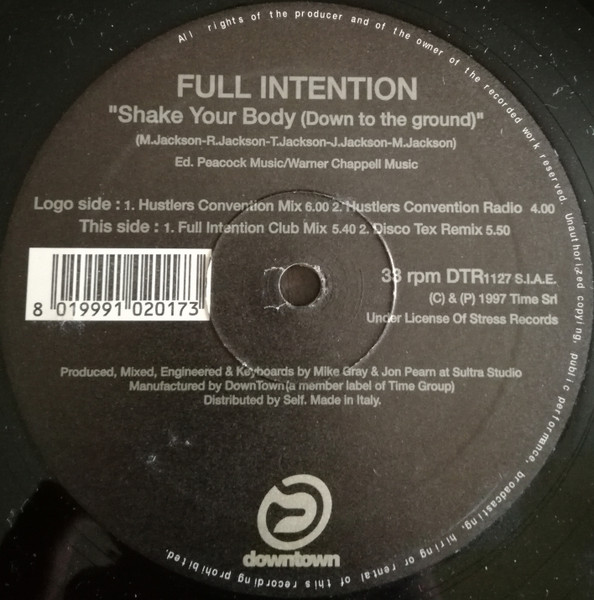 All rights of the producer and of the owner of the recorded work reserved. Unauthorized copying, public performance, broadcasting, hiring or rental of this recording prohibited.
FULL INTENTION
"Shake Your Body (Down to the ground)"
(M.Jackson-R.Jackson-T.Jackson-J.Jackson-M.Jackson)
Ed. Peacock Music/Warner Chappell Music
Logo side : 1. Hustlers Convention Mix 6.00 2. Hustlers Convention Radio 4.00
This side : 1. Full Intention Club Mix 5.40 2. Disco Tex Remix 5.50
8 019991 020173
33 rpm DTR1127 S.I.A.E.
(C) & (P) 1997 Time Srl
Under License Of Stress Records
Produced, Mixed, Engineered & Keyboards by Mike Gray & Jon Pearn at Sultra Studio
Manufactured by DownTown (a member label of Time Group)
Distributed by Self. Made in Italy.
downtown